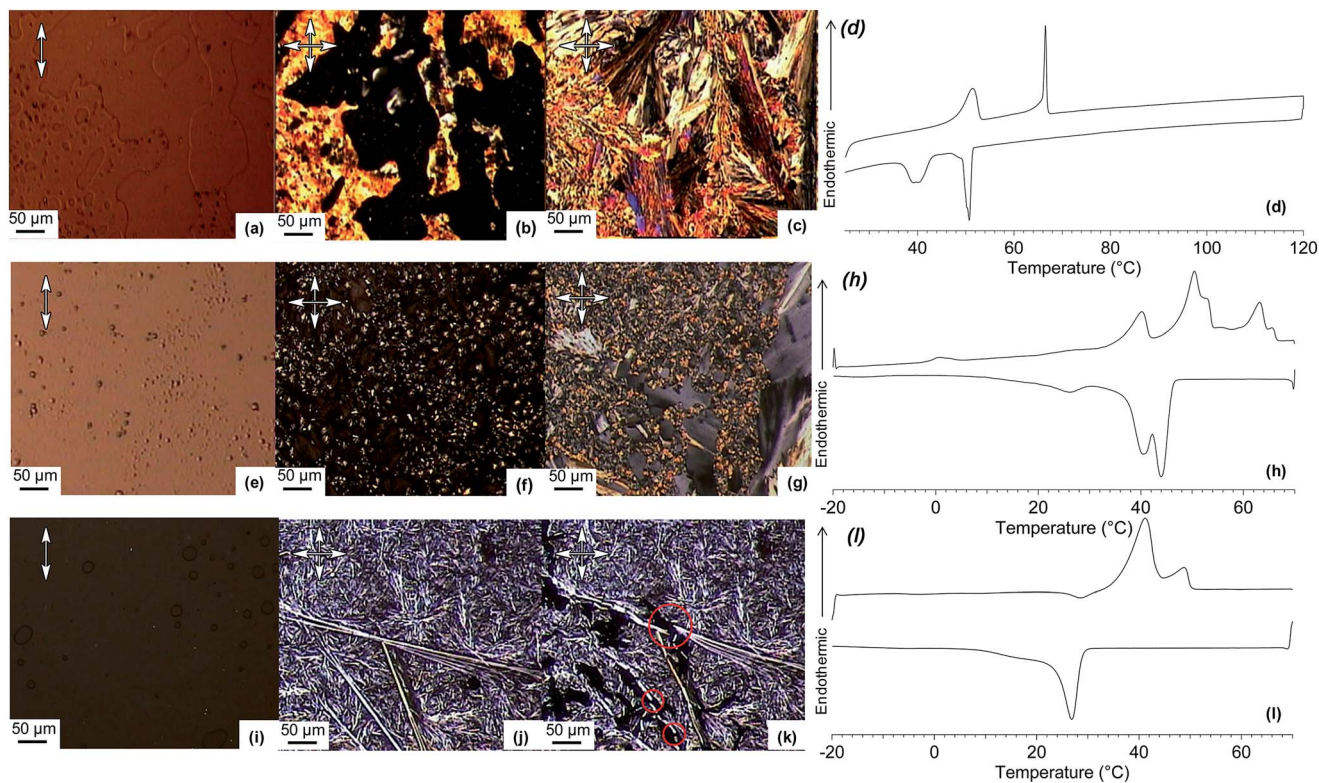 50 µm
(a)
50 µm
(b)
50 µm
(c)
(d)
Endothermic
40
60
80
100
120
Temperature (°C)
(d)
50 µm
(e)
50 µm
(f)
50 µm
(g)
(h)
Endothermic
-20
0
20
40
60
Temperature (°C)
(h)
50 µm
(i)
50 µm
(j)
50 µm
(k)
(l)
Endothermic
-20
0
20
40
60
Temperature (°C)
(l)